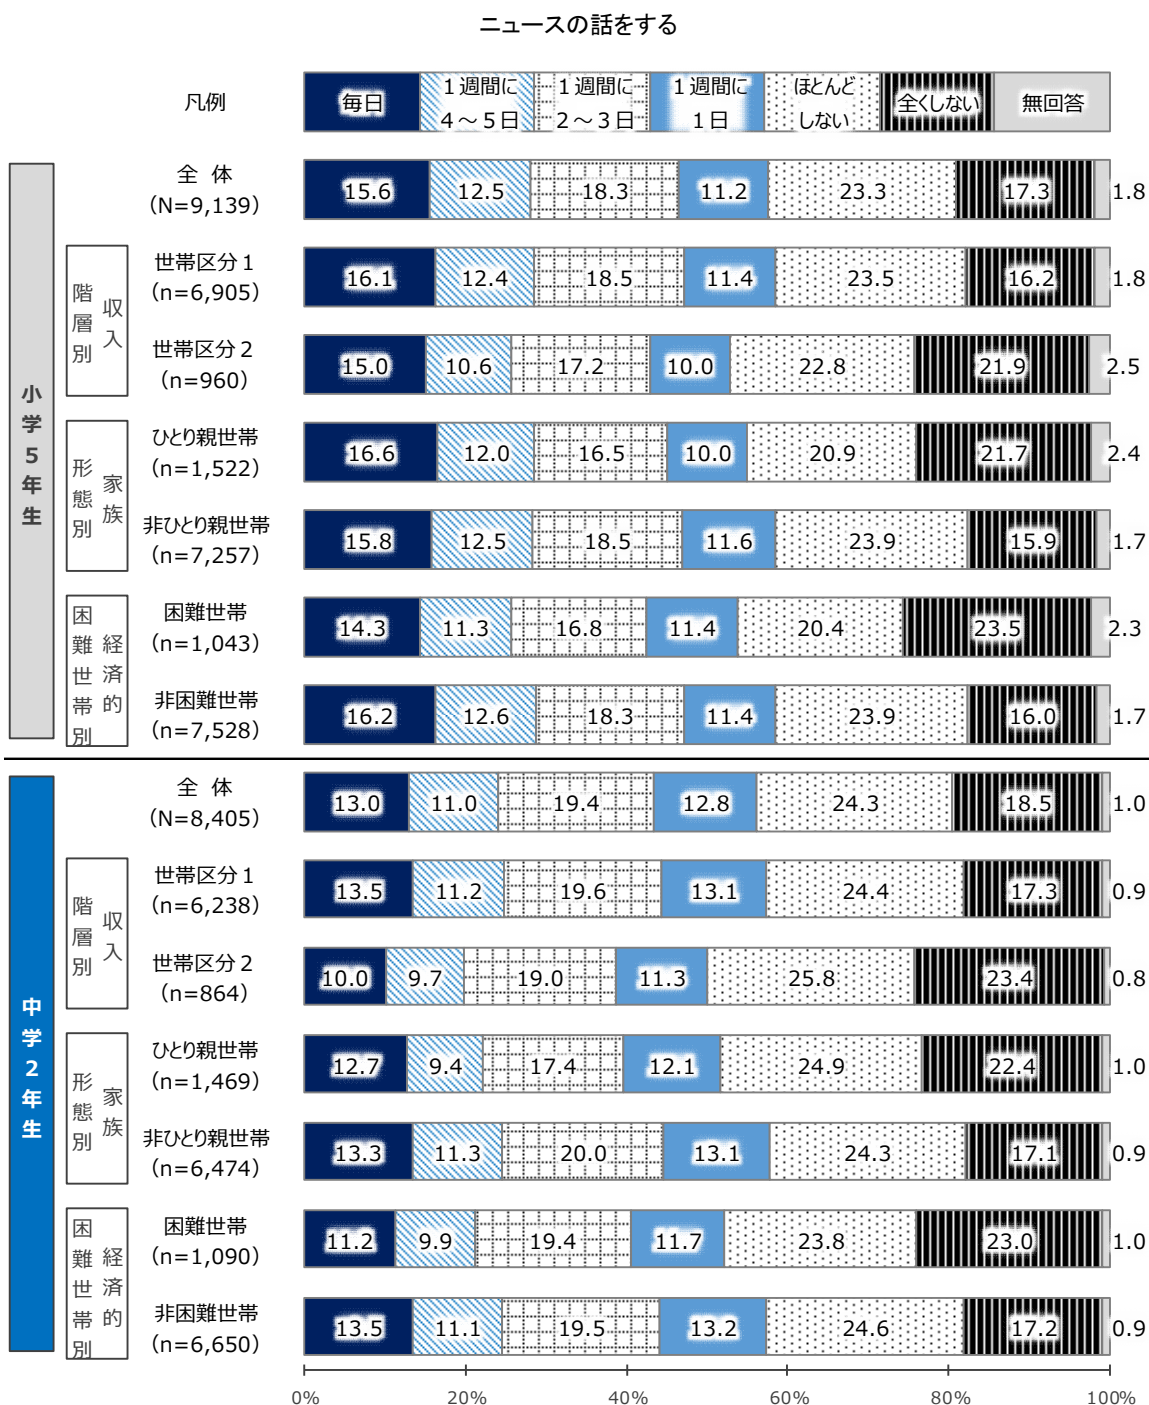 ニュースの話をする
凡例
毎日
１週間に
４～５日
１週間に
２～３日
１週間に
１日
ほとんど
しない
全くしない
無回答
小学５年生
全 体
(N=9,139)
15.6 12.5 18.3 11.2 23.3 17.3 1.8
収入
階層別
世帯区分１
(n=6,905)
16.1 12.4 18.5 11.4 23.5 16.2 1.8
世帯区分２
(n=960)
15.0 10.6 17.2 10.0 22.8 21.9 2.5
家族
形態別
ひとり親世帯
(n=1,522)
16.6 12.0 16.5 10.0 20.9 21.7 2.4
非ひとり親世帯
(n=7,257)
15.8 12.5 18.5 11.6 23.9 15.9 1.7
経済的
困難世帯別
困難世帯
(n=1,043)
14.3 11.3 16.8 11.4 20.4 23.5 2.3
非困難世帯
(n=7,528)
16.2 12.6 18.3 11.4 23.9 16.0 1.7
中学２年生
全 体
(N=8,405)
13.0 11.0 19.4 12.8 24.3 18.5 1.0
収入
階層別
世帯区分１
(n=6,238)
13.5 11.2 19.6 13.1 24.4 17.3 0.9
世帯区分２
(n=864)
10.0 9.7 19.0 11.3 25.8 23.4 0.8
家族
形態別
ひとり親世帯
(n=1,469)
12.7 9.4 17.4 12.1 24.9 22.4 1.0
非ひとり親世帯
(n=6,474)
13.3 11.3 20.0 13.1 24.3 17.1 0.9
経済的
困難世帯別
困難世帯
(n=1,090)
11.2 9.9 19.4 11.7 23.8 23.0 1.0
非困難世帯
(n=6,650)
13.5 11.1 19.5 13.2 24.6 17.2 0.9
0% 20% 40% 60% 80% 100%